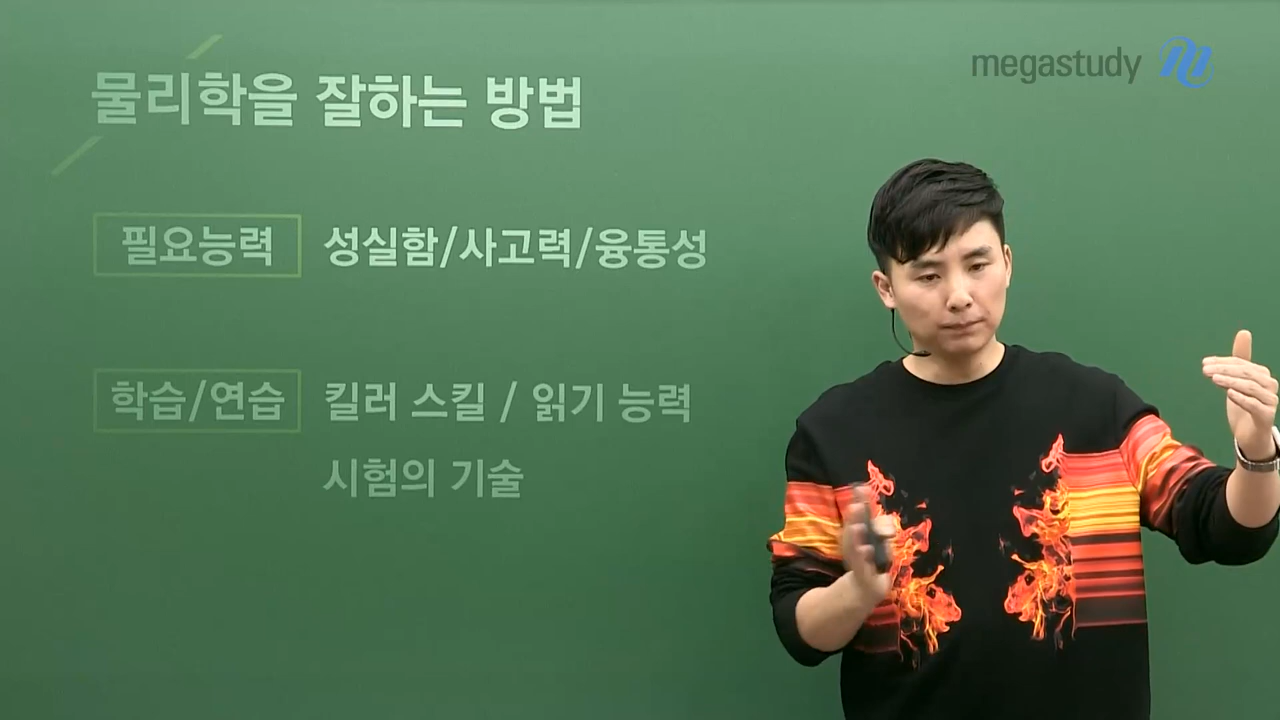 물리학을 잘하는 방법
megastudy
필요능력 성실함/사고력/융통성
학습/연습 킬러 스킬 / 읽기 능력
시험의 기술